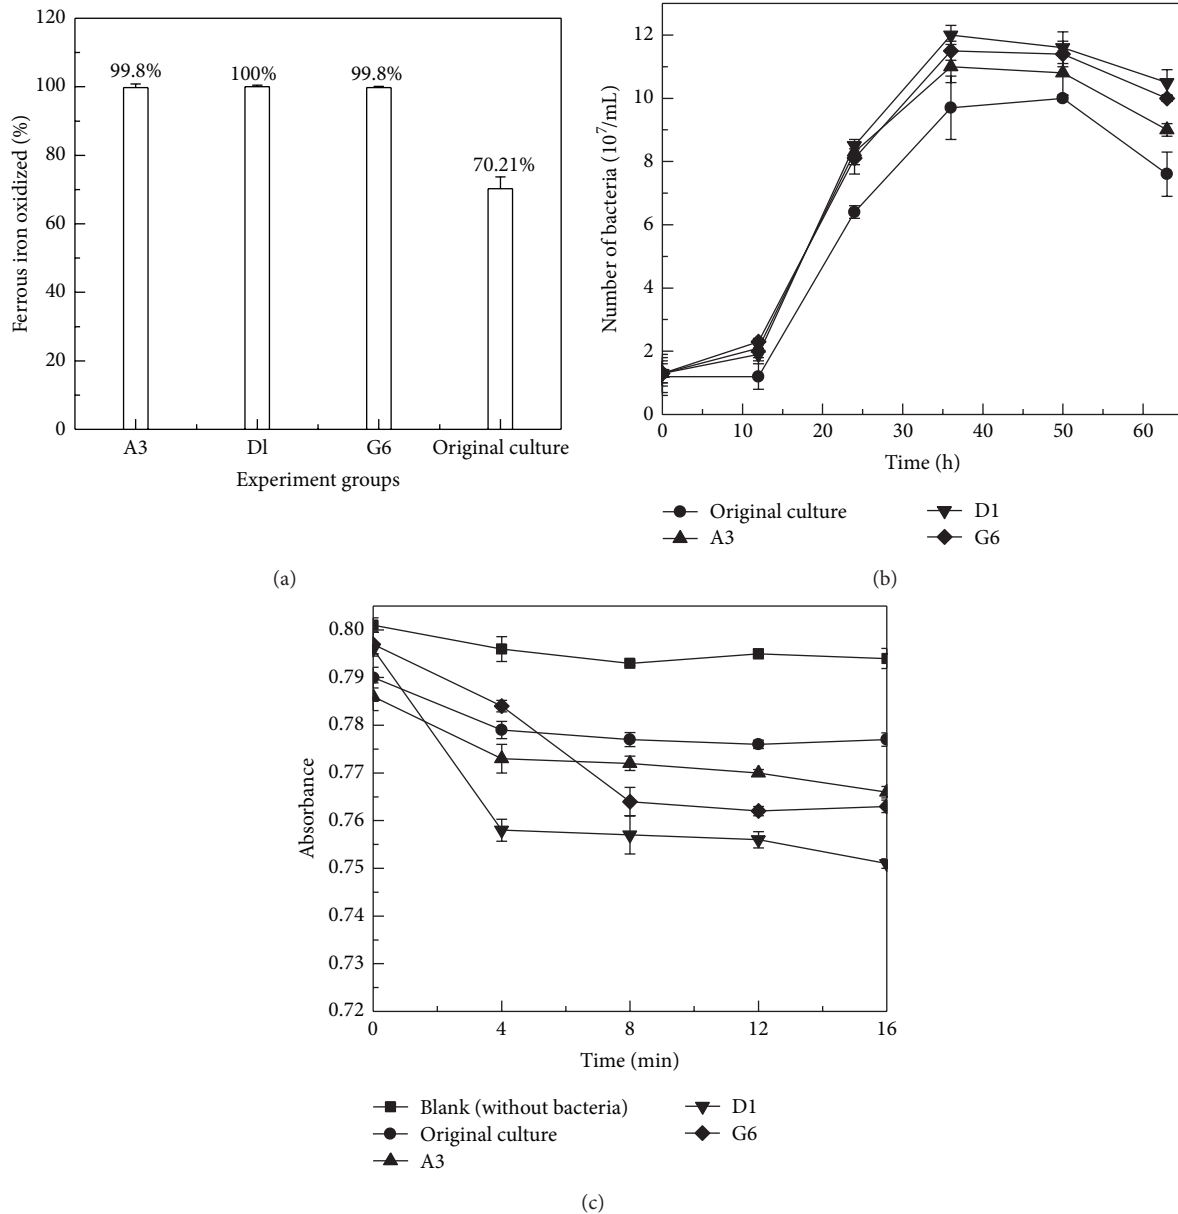 120
100
80
60
40
20
0
Ferrous iron oxidized (%)
99.8%
100%
99.8%
70.21%
A3
D1
G6
Original culture
Experiment groups
(a)
12
10
8
6
4
2
0
Number of bacteria (10⁷/mL)
0
10
20
30
40
50
60
Time (h)
Original culture
A3
D1
G6
(b)
0.80
0.79
0.78
0.77
0.76
0.75
0.74
0.73
0.72
Absorbance
0
4
8
12
16
Time (min)
Blank (without bacteria)
Original culture
A3
D1
G6
(c)